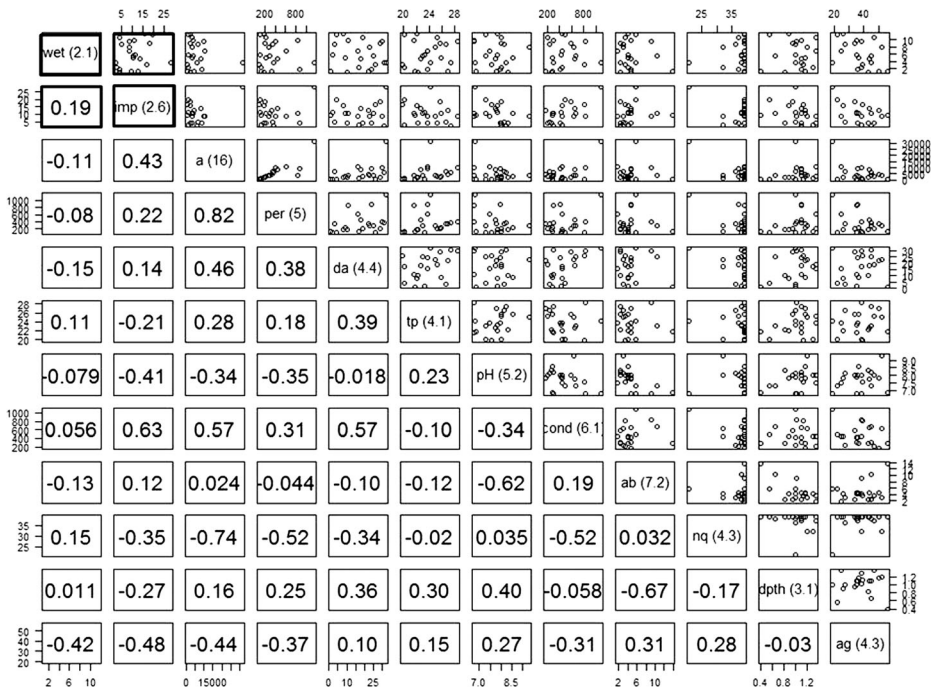 5 15 25 200 800 20 24 28 200 800 25 35 20 40
wet (2.1) 2 4 6 8 10
5 10 15 20 25 0.19 imp (2.6)
-0.11 0.43 a (16) 0 10000 20000 30000
200 400 600 800 1000 -0.08 0.22 0.82 per (5)
-0.15 0.14 0.46 0.38 da (4.4) 0 5 10 15 20 25 30
20 22 24 26 28 0.11 -0.21 0.28 0.18 0.39 tp (4.1)
-0.079 -0.41 -0.34 -0.35 -0.018 0.23 pH (5.2) 7.0 7.5 8.0 8.5 9.0
200 400 600 800 1000 0.056 0.63 0.57 0.31 0.57 -0.10 -0.34 cond (6.1)
-0.13 0.12 0.024 -0.044 -0.10 -0.12 -0.62 0.19 ab (7.2) 2 4 6 8 10 14
25 30 35 0.15 -0.35 -0.74 -0.52 -0.34 -0.02 0.035 -0.52 0.032 nq (4.3)
0.011 -0.27 0.16 0.25 0.36 0.30 0.40 -0.058 -0.67 -0.17 dpth (3.1) 0.4 0.6 0.8 1.0 1.2
20 30 40 50 -0.42 -0.48 -0.44 -0.37 0.10 0.15 0.27 -0.31 0.31 0.28 -0.03 ag (4.3)
2 6 10 0 15000 0 10 25 7.0 8.5 2 6 10 0.4 0.8 1.2